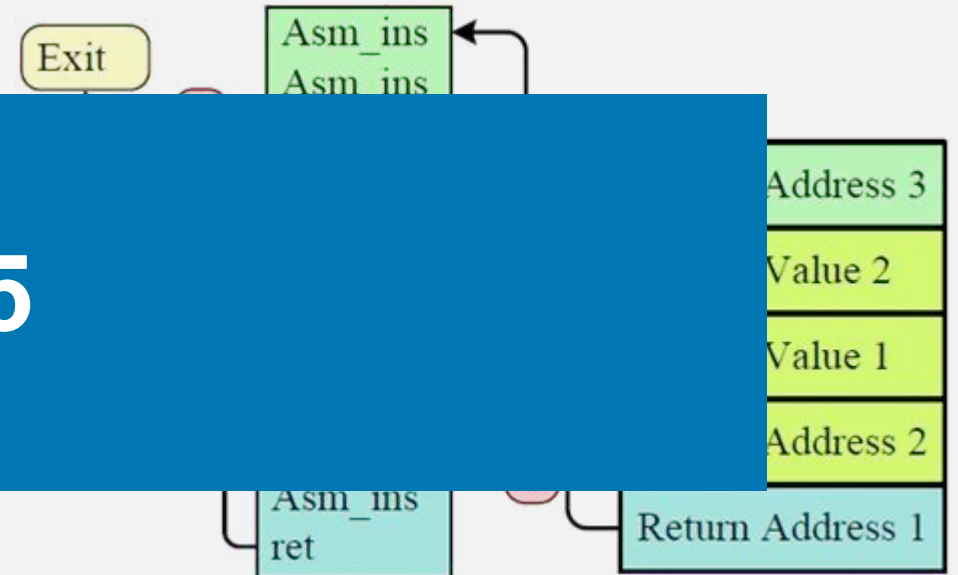 Exit
Asm_ins
Asm_ins
Address 3
Value 2
5
Value 1
Address 2
Asm_ins
ret
Return Address 1